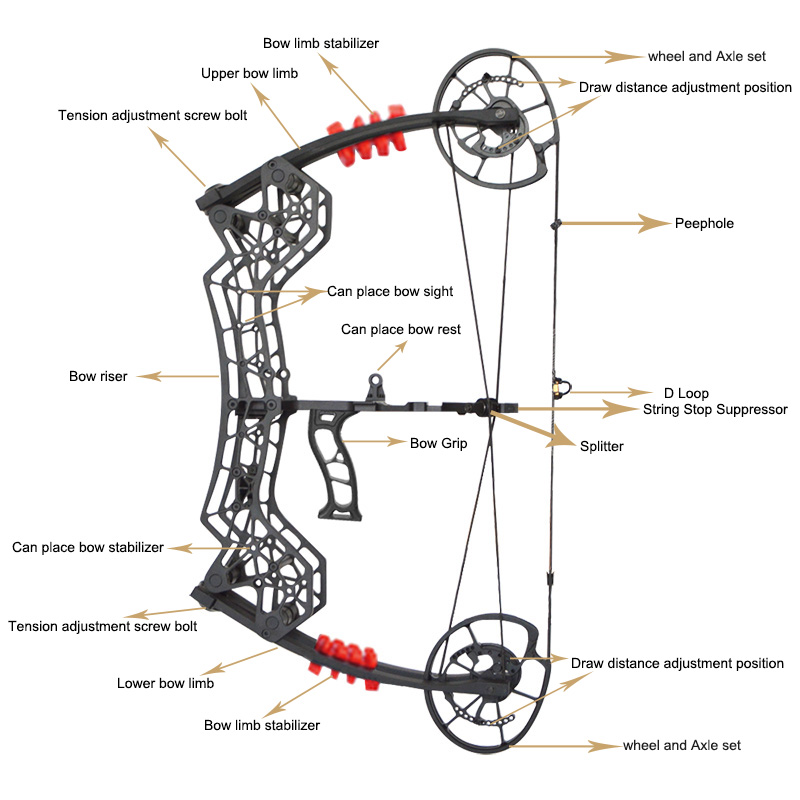 Bow limb stabilizer
wheel and Axle set
Upper bow limb
Draw distance adjustment position
Tension adjustment screw bolt
Peephole
Can place bow sight
Can place bow rest
Bow riser
D Loop
String Stop Suppressor
Bow Grip
Splitter
Can place bow stabilizer
Tension adjustment screw bolt
Draw distance adjustment position
Lower bow limb
Bow limb stabilizer
wheel and Axle set